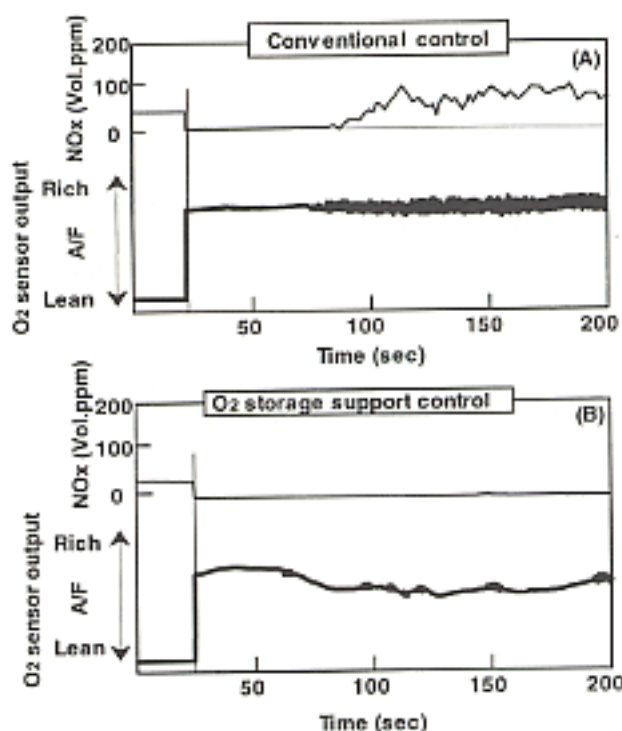 Conventional control
(A)
200
100
0
NOx (Vol.ppm)
Rich
A/F
Lean
O2 sensor output
50
100
150
200
Time (sec)
O2 storage support control
(B)
200
100
0
NOx (Vol.ppm)
Rich
A/F
Lean
O2 sensor output
50
100
150
200
Time (sec)